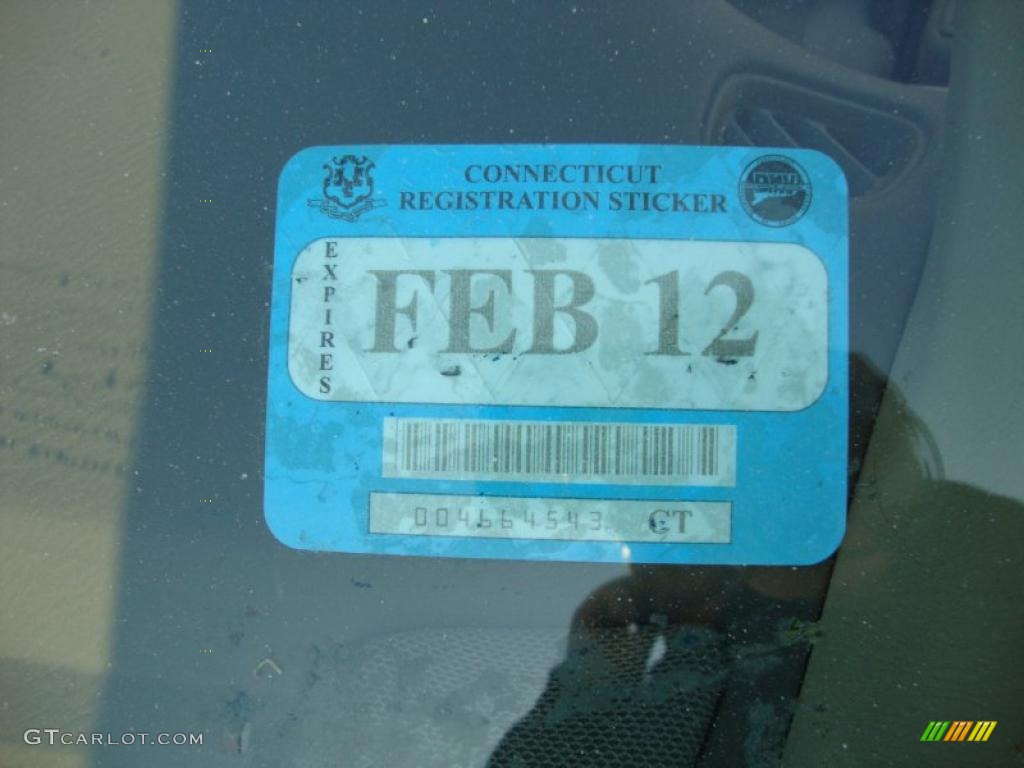 CONNECTICUT
REGISTRATION STICKER
EXPIRES
FEB 12
004664543 CT
GTCARLOT.COM